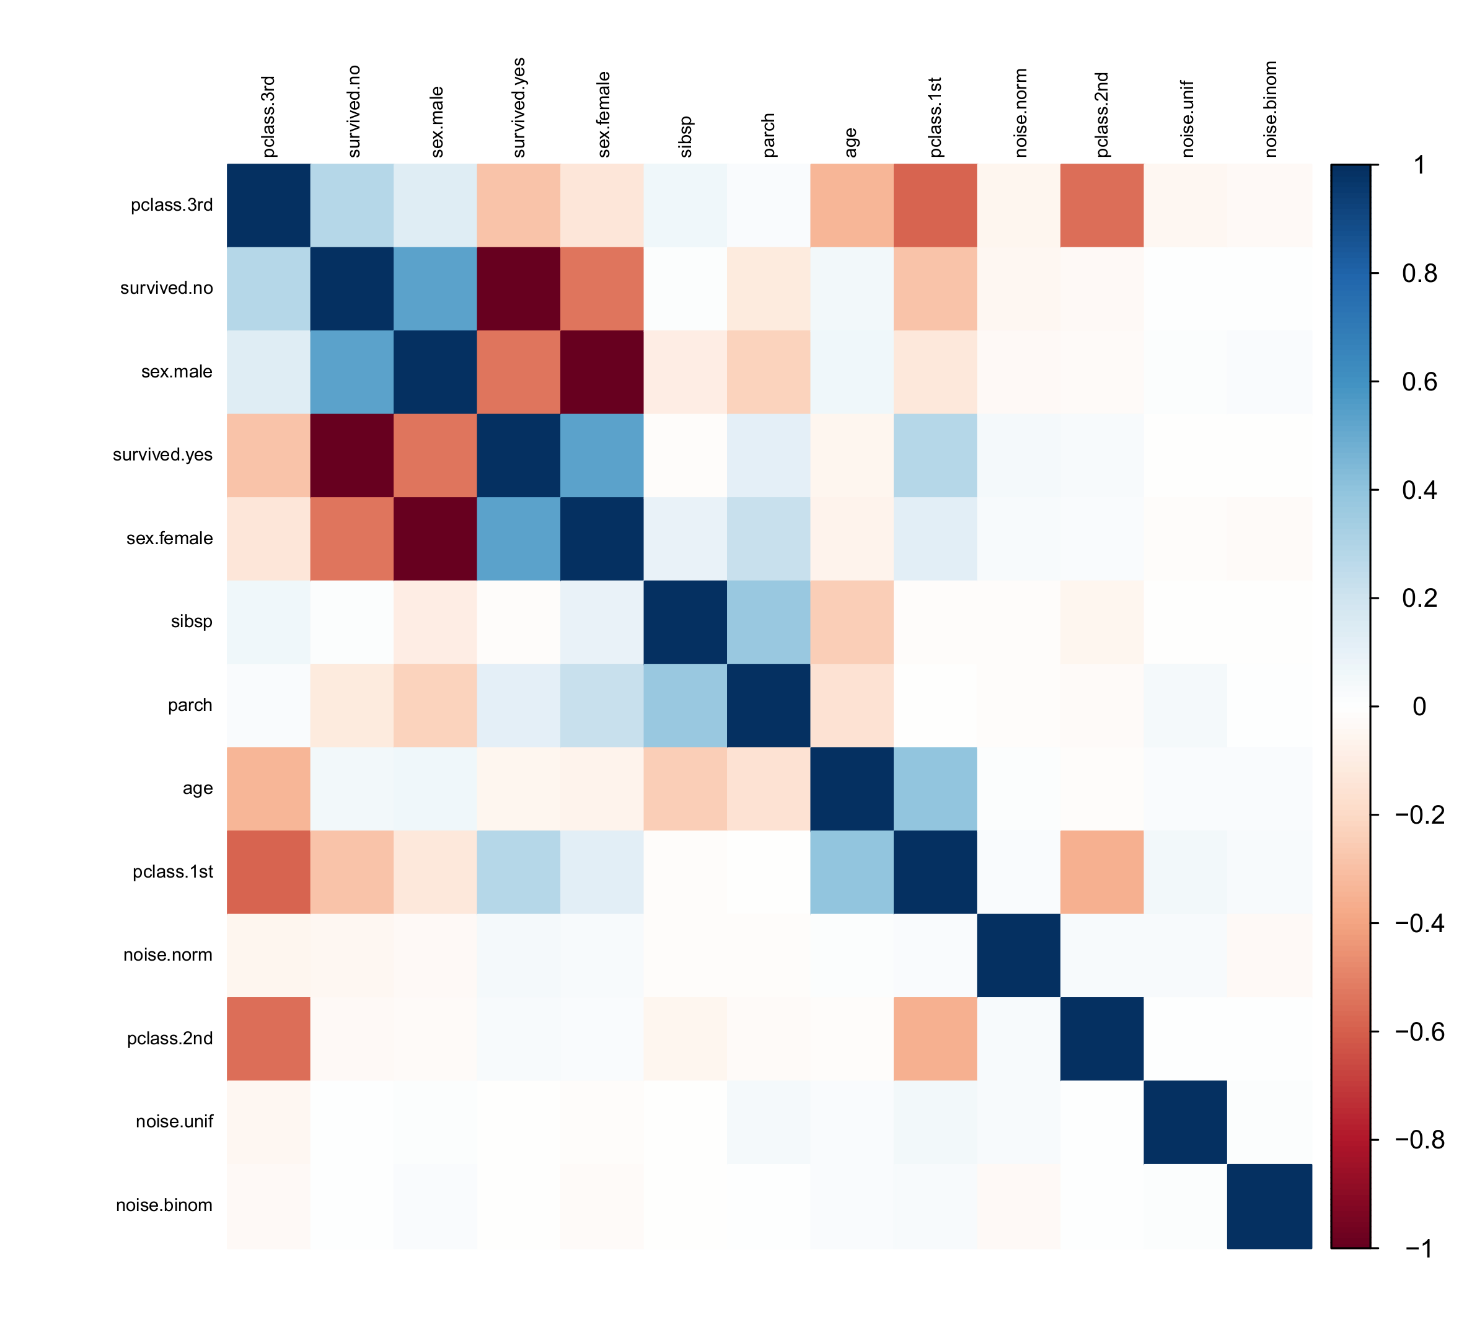 pclass.3rd
survived.no
sex.male
survived.yes
sex.female
sibsp
parch
age
pclass.1st
noise.norm
pclass.2nd
noise.unif
noise.binom
pclass.3rd
survived.no
sex.male
survived.yes
sex.female
sibsp
parch
age
pclass.1st
noise.norm
pclass.2nd
noise.unif
noise.binom
1
0.8
0.6
0.4
0.2
0
−0.2
−0.4
−0.6
−0.8
−1